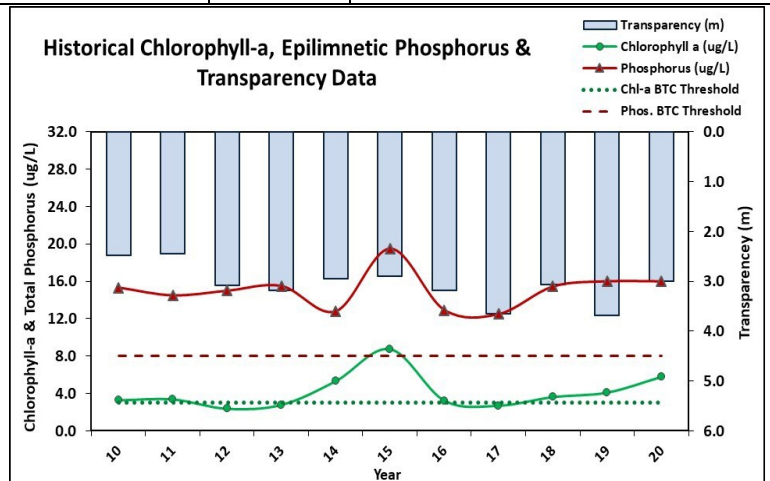 Historical Chlorophyll-a, Epilimnetic Phosphorus &
Transparency Data
Transparency (m)
Chlorophyll a (ug/L)
Phosphorus (ug/L)
Chl-a BTC Threshold
Phos. BTC Threshold
Chlorophyll-a & Total Phosphorus (ug/L)
32.0
28.0
24.0
20.0
16.0
12.0
8.0
4.0
0.0
0.0
1.0
2.0
3.0
4.0
5.0
6.0
Transparencey (m)
10 11 12 13 14 15 16 17 18 19 20
Year